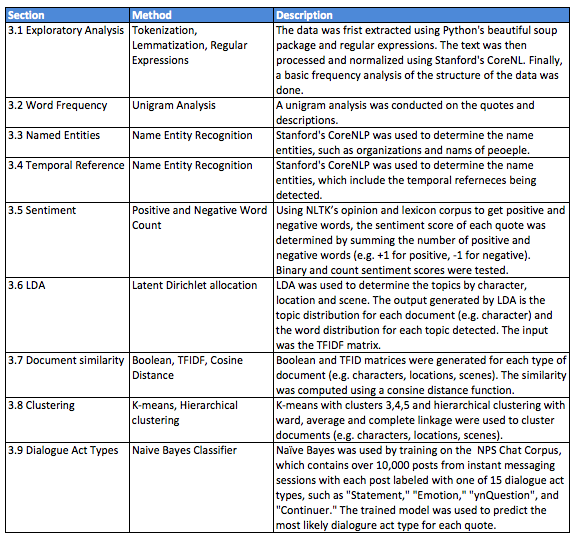 Section Method Description
3.1 Exploratory Analysis Tokenization, The data was frist extracted using Python's beautiful soup
Lemmatization, Regular package and regular expressions. The text was then
Expressions processed and normalized using Stanford's CoreNL. Finally,
a basic frequency analysis of the structure of the data was
done.
3.2 Word Frequency Unigram Analysis A unigram analysis was conducted on the quotes and
descriptions.
3.3 Named Entities Name Entity Recognition Stanford's CoreNLP was used to determine the name
entities, such as organizations and nams of peoeple.
3.4 Temporal Reference Name Entity Recognition Stanford's CoreNLP was used to determine the name
entities, which include the temporal referneces being
detected.
3.5 Sentiment Positive and Negative Word Using NLTK's opinion and lexicon corpus to get positive and
Count negative words, the sentiment score of each quote was
determined by summing the number of positive and
negative words (e.g. +1 for positive, -1 for negative).
Binary and count sentiment scores were tested.
3.6 LDA Latent Dirichlet allocation LDA was used to determine the topics by character,
location and scene. The output generated by LDA is the
topic distribution for each document (e.g. character) and
the word distribution for each topic detected. The input
was the TFIDF matrix.
3.7 Document similarity Boolean, TFIDF, Cosine Boolean and TFID matrices were generated for each type of
Distance document (e.g. characters, locations, scenes). The similarity
was computed using a consine distance function.
3.8 Clustering K-means, Hierarchical K-means with clusters 3,4,5 and hierarchical clustering with
clustering ward, average and complete linkage were used to cluster
documents (e.g. characters, locations, scenes).
3.9 Dialogue Act Types Naive Bayes Classifier Naïve Bayes was used by training on the NPS Chat Corpus,
which contains over 10,000 posts from instant messaging
sessions with each post labeled with one of 15 dialogue act
types, such as "Statement," "Emotion," "ynQuestion", and
"Continuer." The trained model was used to predict the
most likely dialogure act type for each quote.